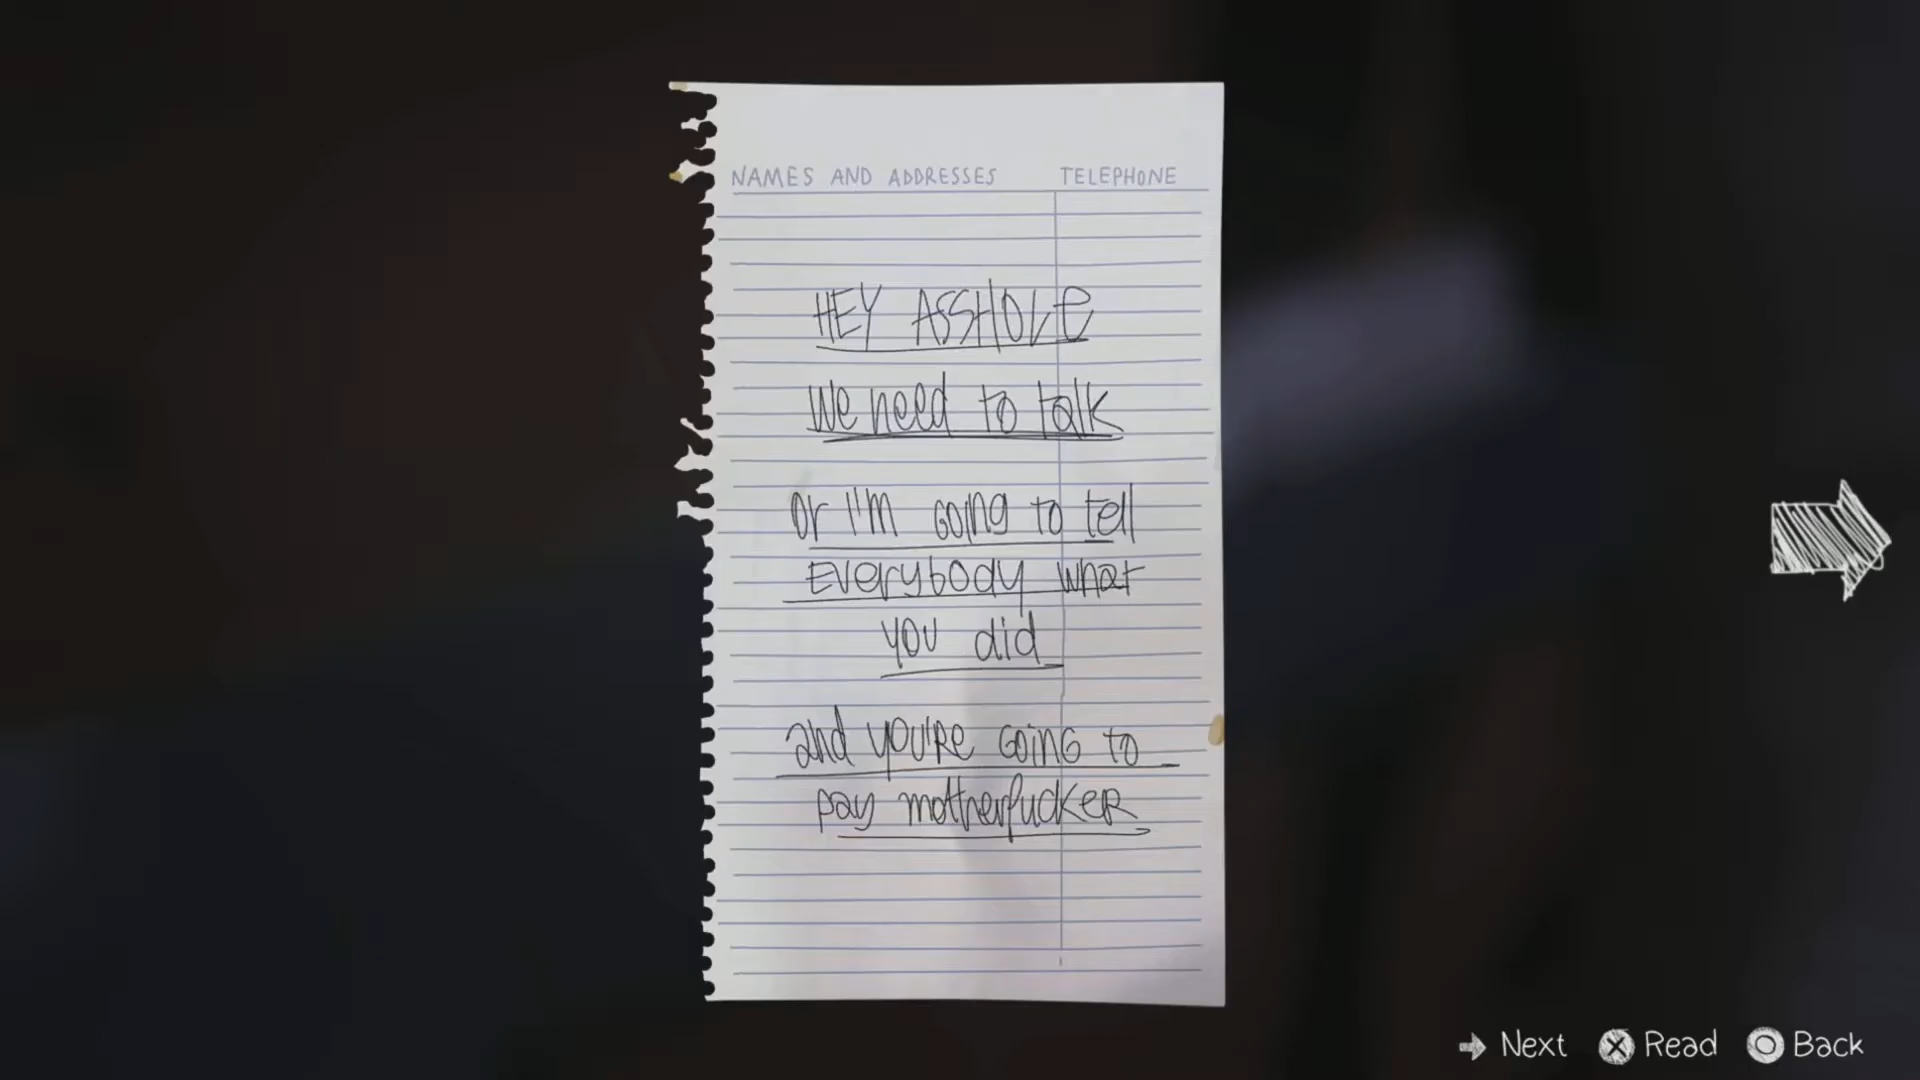 NAMES AND ADDRESSES TELEPHONE
HEY ASSHOLE
We need to talk
or I'm going to tell
Everybody what
you did
and you're going to
pay motherfucker
Next Read Back